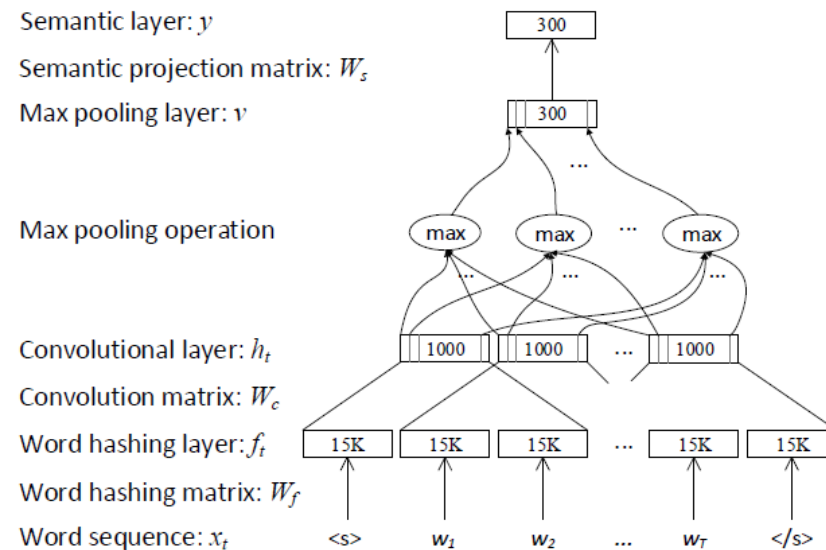 Semantic layer: y 300
Semantic projection matrix: Ws
Max pooling layer: v 300
...
Max pooling operation max max ... max
... ... ...
Convolutional layer: ht 1000 1000 ... 1000
Convolution matrix: Wc
Word hashing layer: ft 15K 15K 15K ... 15K 15K
Word hashing matrix: Wf
Word sequence: xt <s> w1 w2 ... wT </s>